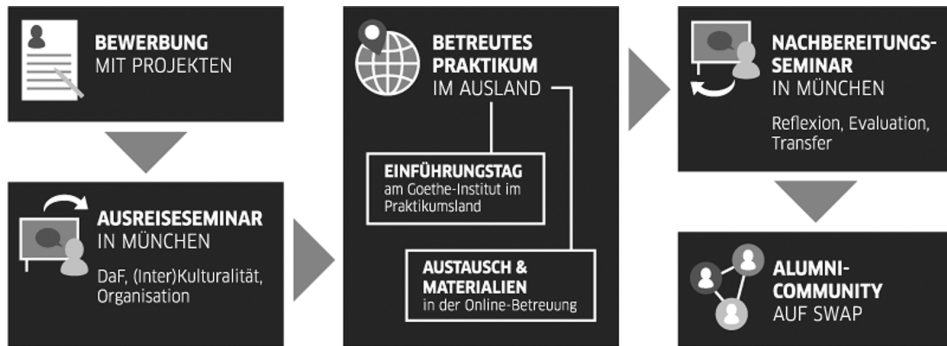 BEWERBUNG
MIT PROJEKTEN
AUSREISESEMINAR
IN MÜNCHEN
DaF, (Inter)Kulturalität,
Organisation
BETREUTES
PRAKTIKUM
IM AUSLAND
EINFÜHRUNGSTAG
am Goethe-Institut im
Praktikumsland
AUSTAUSCH &
MATERIALIEN
in der Online-Betreuung
NACHBEREITUNGS-
SEMINAR
IN MÜNCHEN
Reflexion, Evaluation,
Transfer
ALUMNI-
COMMUNITY
AUF SWAP